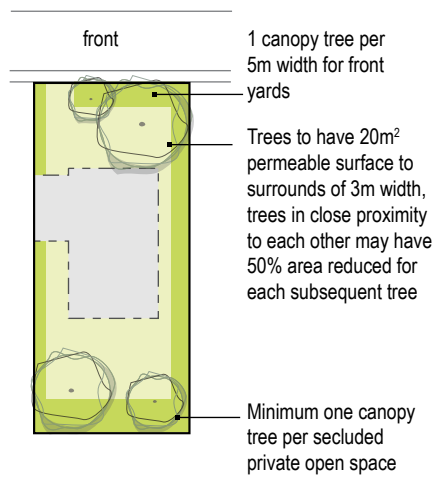 front
1 canopy tree per
5m width for front
yards
Trees to have 20m²
permeable surface to
surrounds of 3m width,
trees in close proximity
to each other may have
50% area reduced for
each subsequent tree
Minimum one canopy
tree per secluded
private open space